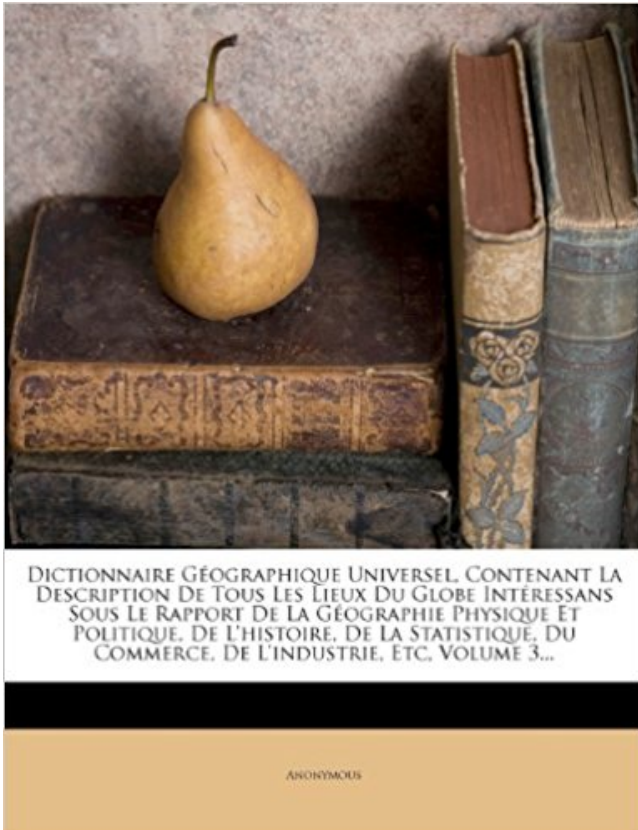 Dictionnaire Géographique Universel, Contenant La
Description De Tous Les Lieux Du Globe Intéressans
Sous Le Rapport De La Géographie Physique Et
Politique, De L'histoire, De La Statistique, Du
Commerce, De L'industrie, Etc, Volume 3...
Anonymous